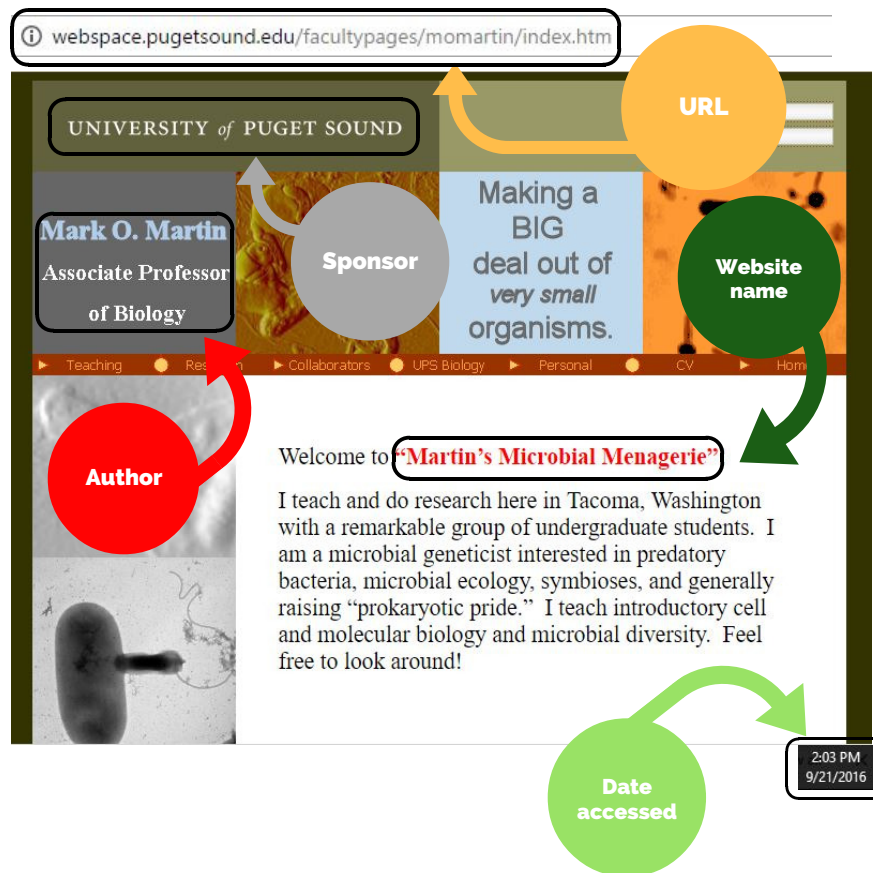 webspace.pugetsound.edu/facultypages/momartin/index.htm
URL
UNIVERSITY of PUGET SOUND
Mark O. Martin
Associate Professor
of Biology
Sponsor
Making a
BIG
deal out of
very small
organisms.
Website
name
Teaching
Collaborators
UPS Biology
Personal
CV
Author
Welcome to “Martin’s Microbial Menagerie”
I teach and do research here in Tacoma, Washington
with a remarkable group of undergraduate students. I
am a microbial geneticist interested in predatory
bacteria, microbial ecology, symbioses, and generally
raising “prokaryotic pride.” I teach introductory cell
and molecular biology and microbial diversity. Feel
free to look around!
Date
accessed
2:03 PM
9/21/2016